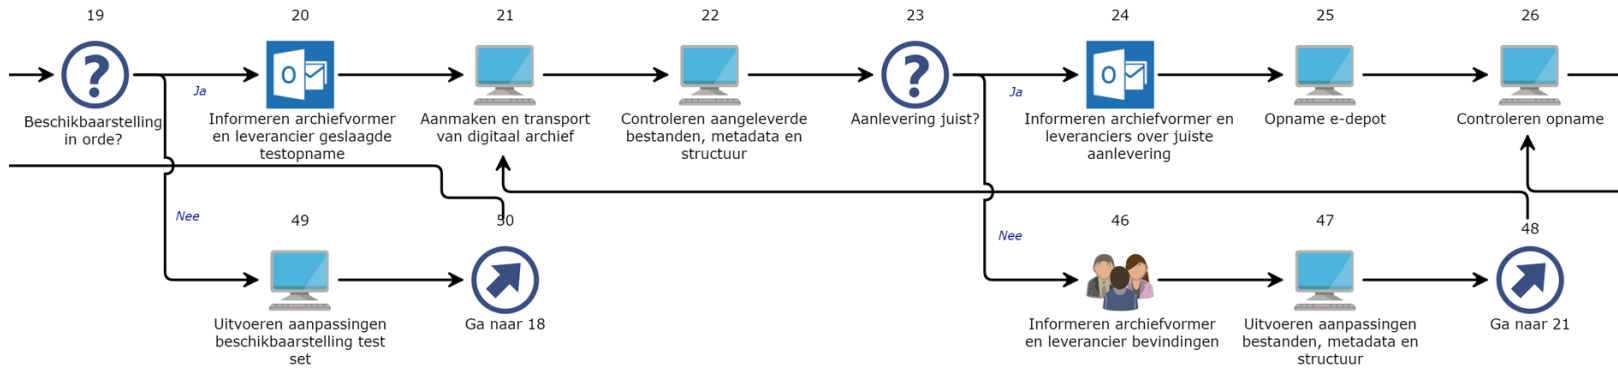 19
20
21
22
23
24
25
26
Beschikbaarstelling
in orde?
Ja
Informeren archiefvormer
en leverancier geslaagde
testopname
Aanmaken en transport
van digitaal archief
Controleren aangeleverde
bestanden, metadata en
structuur
Aanlevering juist?
Ja
Informeren archiefvormer en
leveranciers over juiste
aanlevering
Opname e-depot
Controleren opname
Nee
49
50
Nee
46
47
48
Uitvoeren aanpassingen
beschikbaarstelling test
set
Ga naar 18
Informeren archiefvormer
en leverancier bevindingen
Uitvoeren aanpassingen
bestanden, metadata en
structuur
Ga naar 21